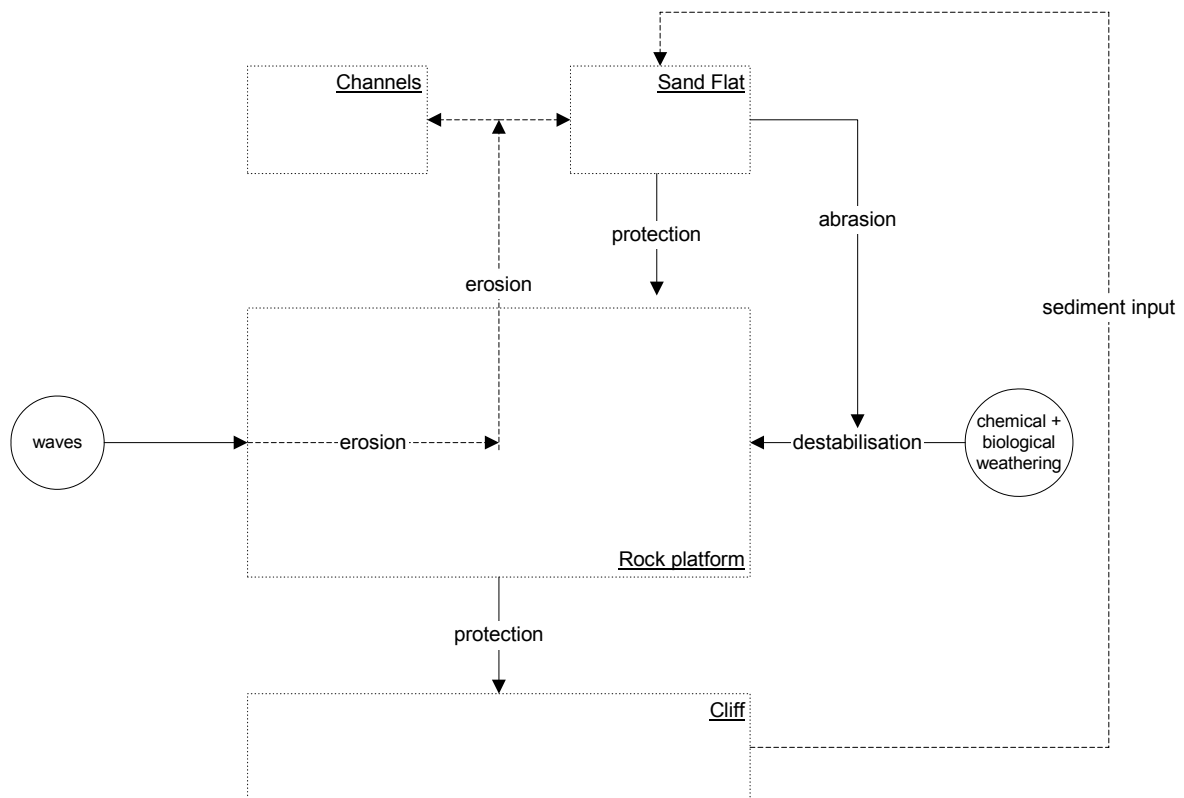 Channels
Sand Flat
abrasion
protection
erosion
sediment input
waves
erosion
destabilisation
chemical +
biological
weathering
Rock platform
protection
Cliff